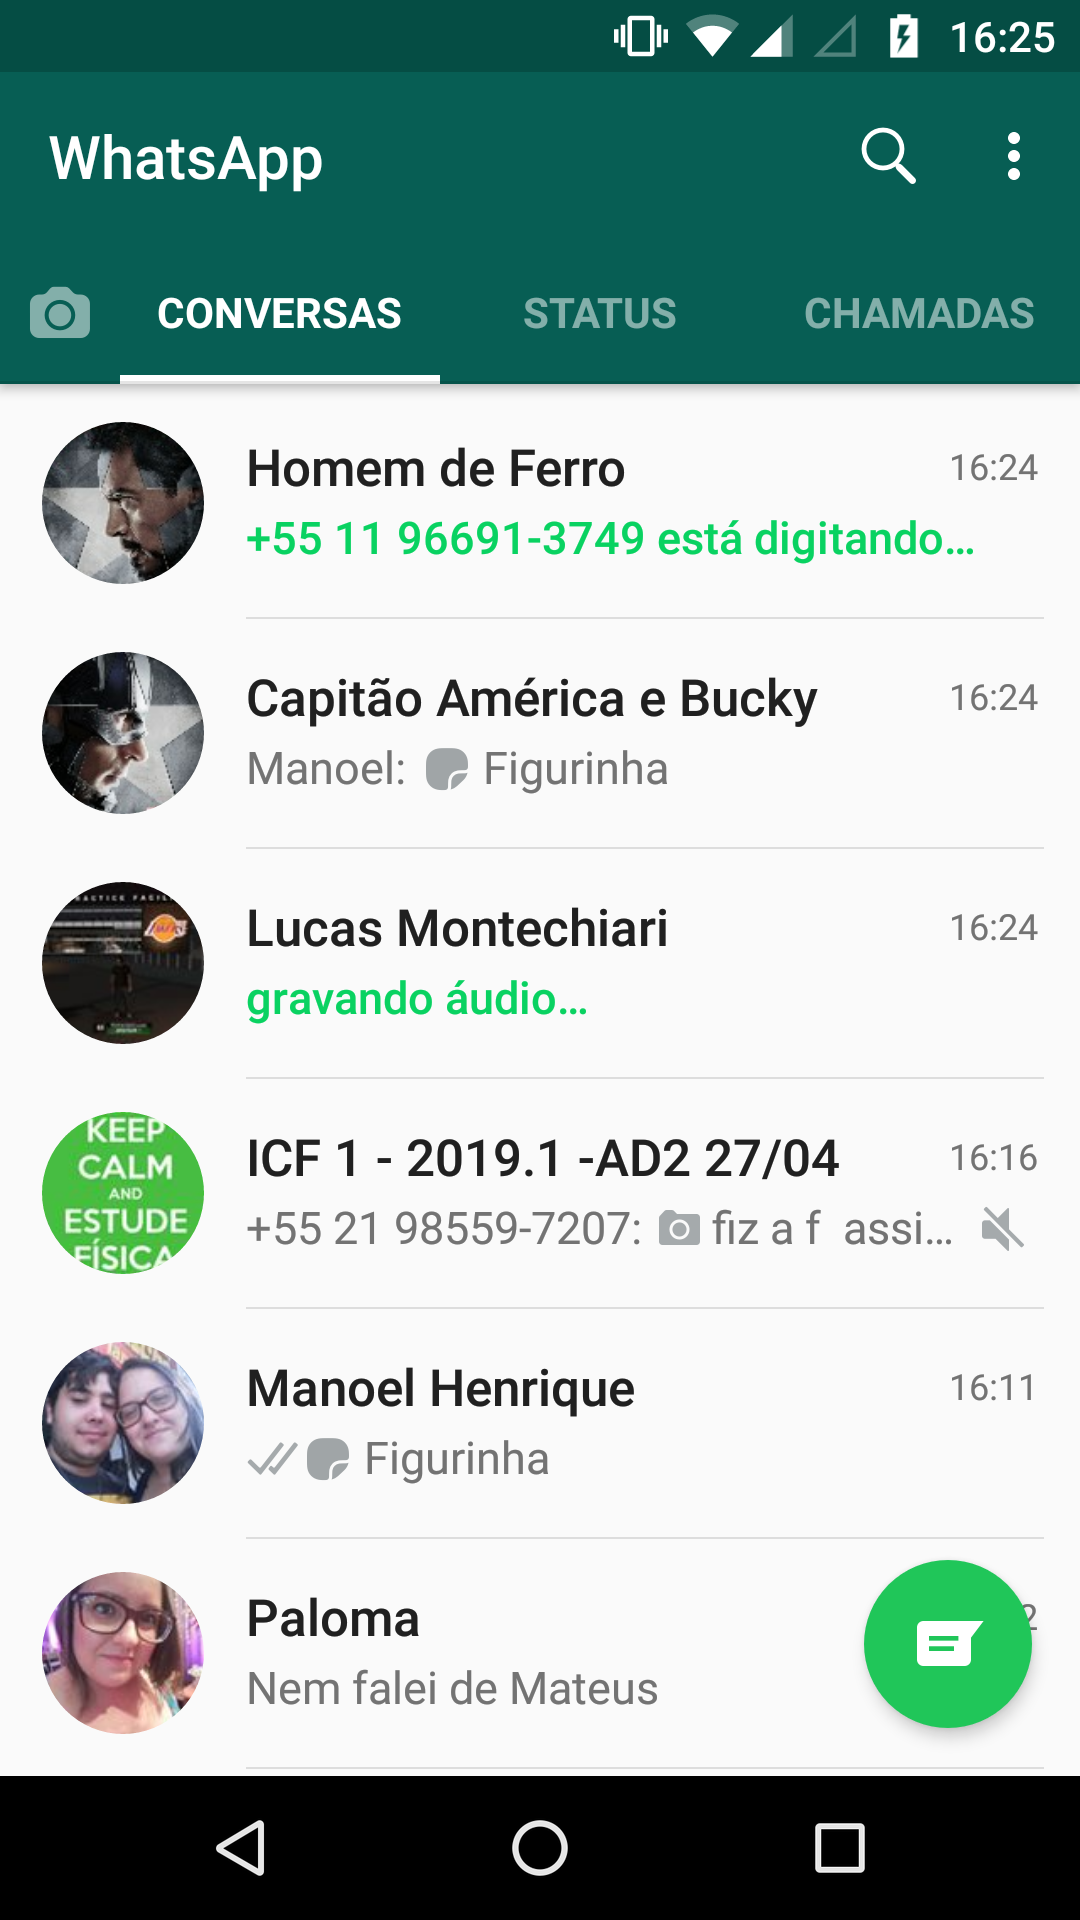 16:25
WhatsApp
CONVERSAS STATUS CHAMADAS
Homem de Ferro 16:24
+55 11 96691-3749 está digitando...
Capitão América e Bucky 16:24
Manoel: Figurinha
Lucas Montechiari 16:24
gravando áudio...
KEEP
CALM
AND
ESTUDE
FÍSICA
ICF 1 - 2019.1 -AD2 27/04 16:16
+55 21 98559-7207: fiz a f assi...
Manoel Henrique 16:11
Figurinha
Paloma
Nem falei de Mateus